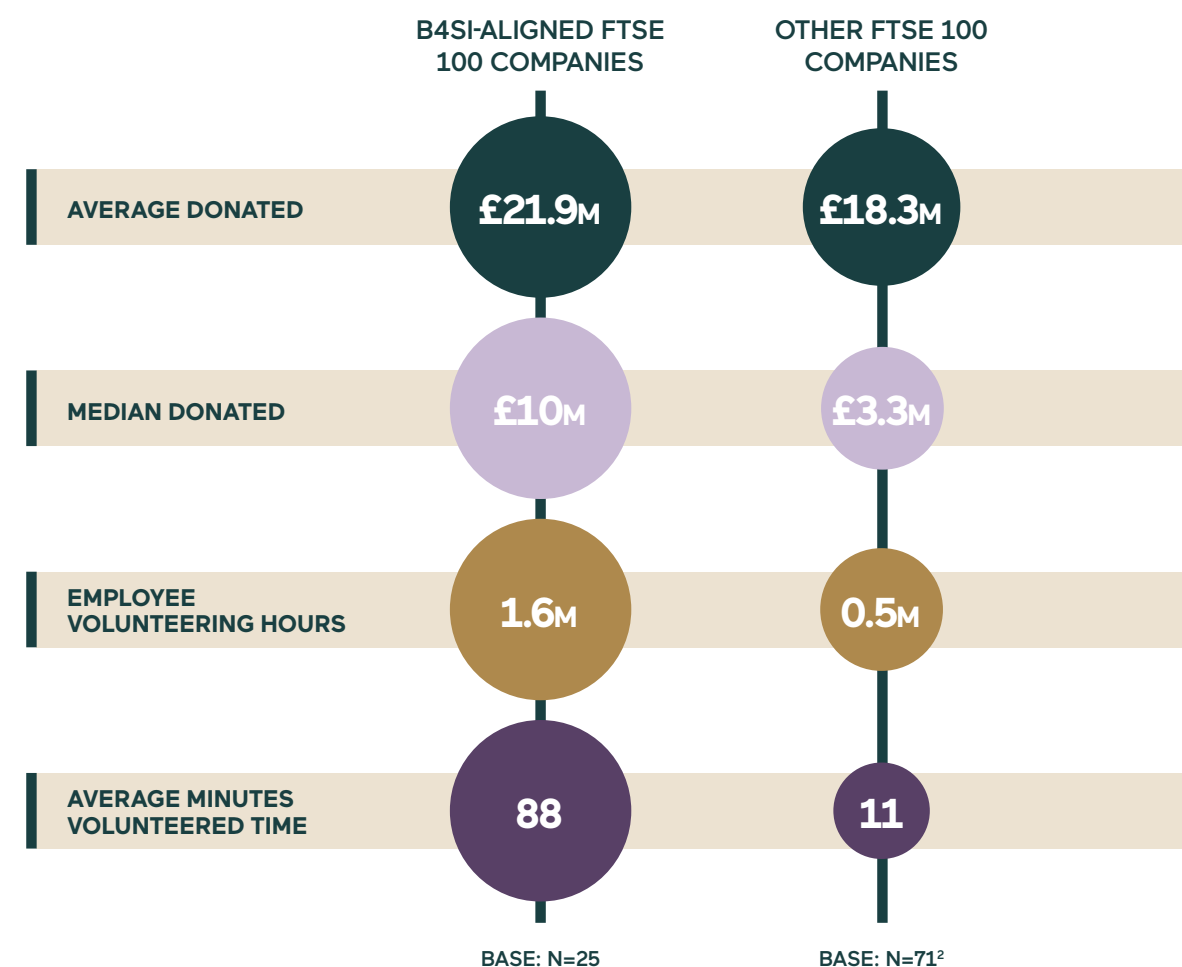 B4SI-ALIGNED FTSE
100 COMPANIES
OTHER FTSE 100
COMPANIES
AVERAGE DONATED
£21.9M
£18.3M
MEDIAN DONATED
£10M
£3.3M
EMPLOYEE
VOLUNTEERING HOURS
1.6M
0.5M
AVERAGE MINUTES
VOLUNTEERED TIME
88
11
BASE: N=25
BASE: N=71²